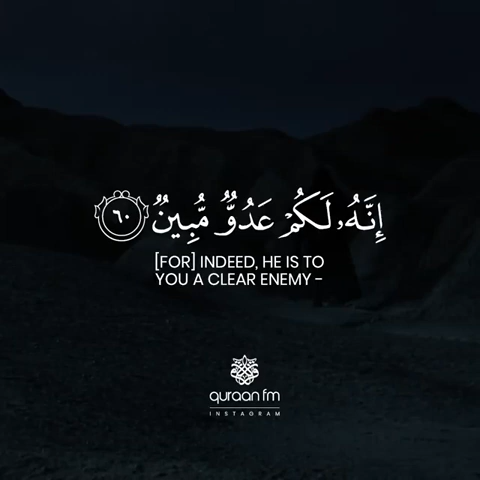 إِنَّهُۥ لَكُمْ عَدُوٌّ مُّبِينٌ ٦٠
[FOR] INDEED, HE IS TO
YOU A CLEAR ENEMY -
quraan fm
INSTAGRAM